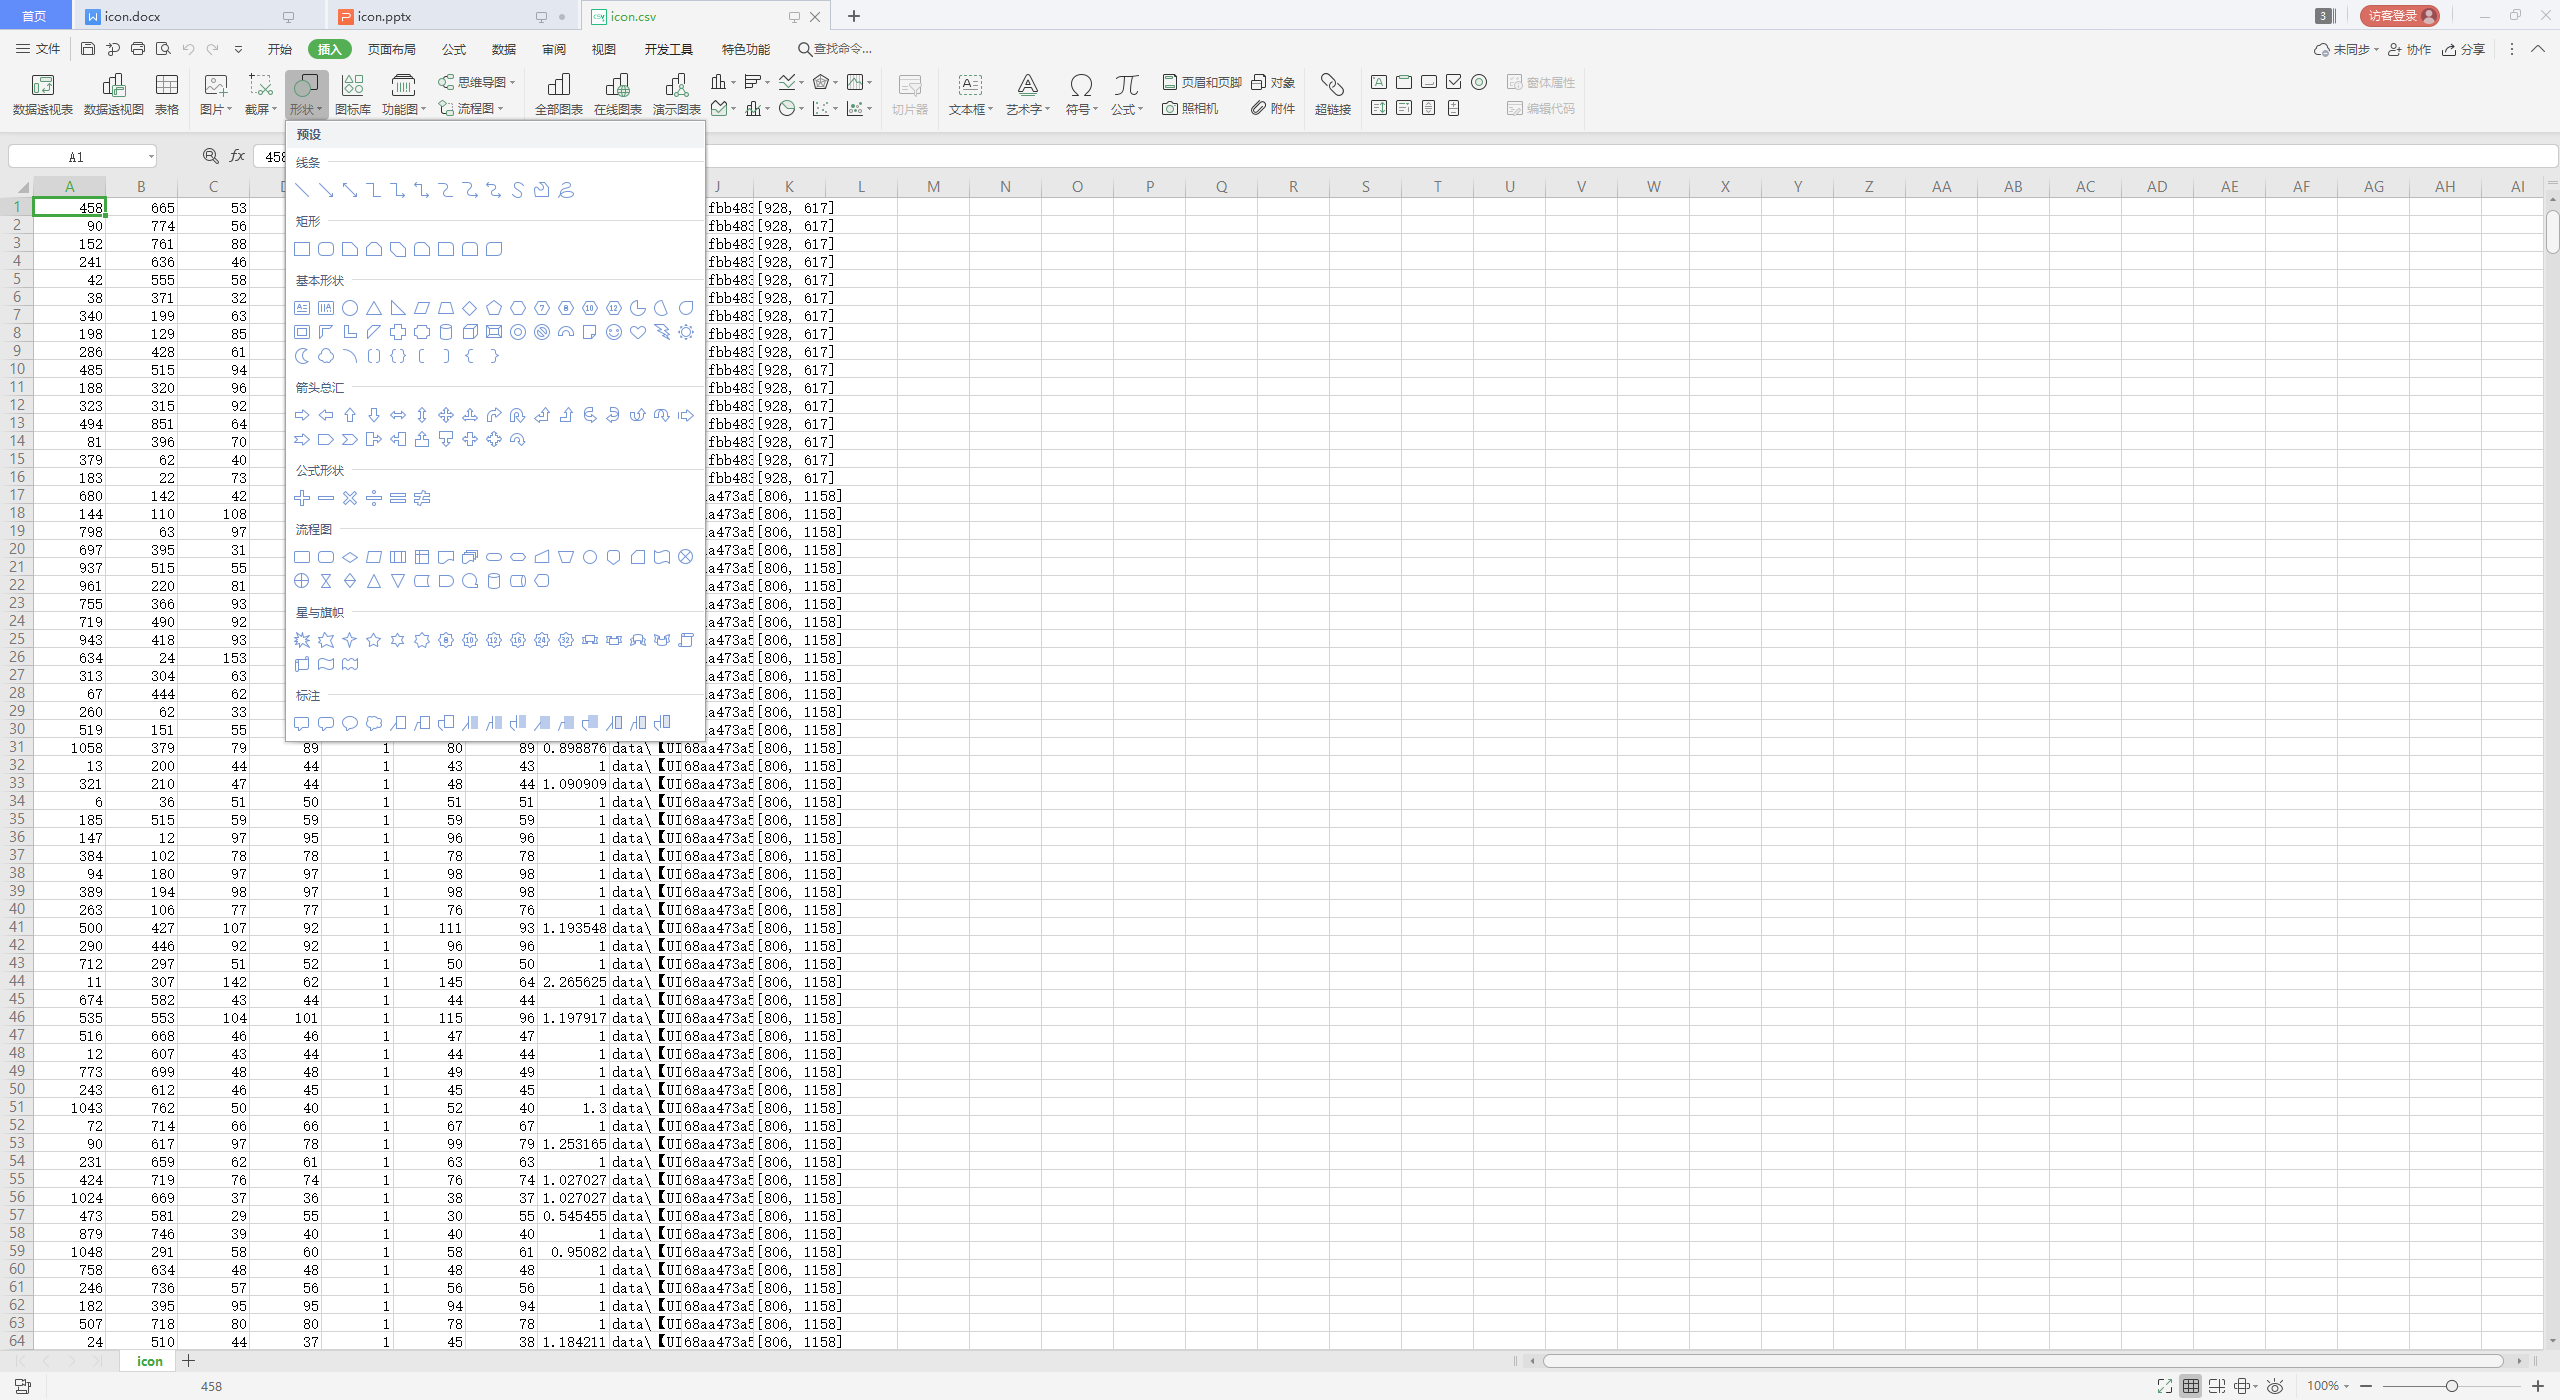 首页 icon.docx icon.pptx icon.csv 3 访客登录
文件 开始 插入 页面布局 公式 数据 审阅 视图 开发工具 特色功能 查找命令... 未同步 协作 分享
思维导图 页眉和页脚 对象 窗体属性
数据透视表 数据透视图 表格 图片 截屏 形状 图标库 功能图 流程图 全部图表 在线图表 演示图表 切片器 文本框 艺术字 符号 公式 照相机 附件 超链接 编辑代码
A1 fx 458
预设
线条
矩形
基本形状
箭头总汇
公式形状
流程图
星与旗帜
标注
A B C J K L M N O P Q R S T U V W X Y Z AA AB AC AD AE AF AG AH AI
1 458 665 53 fbb483 [928, 617]
2 90 774 56 fbb483 [928, 617]
3 152 761 88 fbb483 [928, 617]
4 241 636 46 fbb483 [928, 617]
5 42 555 58 fbb483 [928, 617]
6 38 371 32 fbb483 [928, 617]
7 340 199 63 fbb483 [928, 617]
8 198 129 85 fbb483 [928, 617]
9 286 428 61 fbb483 [928, 617]
10 485 515 94 fbb483 [928, 617]
11 188 320 96 fbb483 [928, 617]
12 323 315 92 fbb483 [928, 617]
13 494 851 64 fbb483 [928, 617]
14 81 396 70 fbb483 [928, 617]
15 379 62 40 fbb483 [928, 617]
16 183 22 73 fbb483 [928, 617]
17 680 142 42 a473a5 [806, 1158]
18 144 110 108 a473a5 [806, 1158]
19 798 63 97 a473a5 [806, 1158]
20 697 395 31 a473a5 [806, 1158]
21 937 515 55 a473a5 [806, 1158]
22 961 220 81 a473a5 [806, 1158]
23 755 366 93 a473a5 [806, 1158]
24 719 490 92 a473a5 [806, 1158]
25 943 418 93 a473a5 [806, 1158]
26 634 24 153 a473a5 [806, 1158]
27 313 304 63 a473a5 [806, 1158]
28 67 444 62 a473a5 [806, 1158]
29 260 62 33 a473a5 [806, 1158]
30 519 151 55 a473a5 [806, 1158]
31 1058 379 79 89 1 80 89 0.898876 data\【UI68aa473a5 [806, 1158]
32 13 200 44 44 1 43 43 1 data\【UI68aa473a5 [806, 1158]
33 321 210 47 44 1 48 44 1.090909 data\【UI68aa473a5 [806, 1158]
34 6 36 51 50 1 51 51 1 data\【UI68aa473a5 [806, 1158]
35 185 515 59 59 1 59 59 1 data\【UI68aa473a5 [806, 1158]
36 147 12 97 95 1 96 96 1 data\【UI68aa473a5 [806, 1158]
37 384 102 78 78 1 78 78 1 data\【UI68aa473a5 [806, 1158]
38 94 180 97 97 1 98 98 1 data\【UI68aa473a5 [806, 1158]
39 389 194 98 97 1 98 98 1 data\【UI68aa473a5 [806, 1158]
40 263 106 77 77 1 76 76 1 data\【UI68aa473a5 [806, 1158]
41 500 427 107 92 1 111 93 1.193548 data\【UI68aa473a5 [806, 1158]
42 290 446 92 92 1 96 96 1 data\【UI68aa473a5 [806, 1158]
43 712 297 51 52 1 50 50 1 data\【UI68aa473a5 [806, 1158]
44 11 307 142 62 1 145 64 2.265625 data\【UI68aa473a5 [806, 1158]
45 674 582 43 44 1 44 44 1 data\【UI68aa473a5 [806, 1158]
46 535 553 104 101 1 115 96 1.197917 data\【UI68aa473a5 [806, 1158]
47 516 668 46 46 1 47 47 1 data\【UI68aa473a5 [806, 1158]
48 12 607 43 44 1 44 44 1 data\【UI68aa473a5 [806, 1158]
49 773 699 48 48 1 49 49 1 data\【UI68aa473a5 [806, 1158]
50 243 612 46 45 1 45 45 1 data\【UI68aa473a5 [806, 1158]
51 1043 762 50 40 1 52 40 1.3 data\【UI68aa473a5 [806, 1158]
52 72 714 66 66 1 67 67 1 data\【UI68aa473a5 [806, 1158]
53 90 617 97 78 1 99 79 1.253165 data\【UI68aa473a5 [806, 1158]
54 231 659 62 61 1 63 63 1 data\【UI68aa473a5 [806, 1158]
55 424 719 76 74 1 76 74 1.027027 data\【UI68aa473a5 [806, 1158]
56 1024 669 37 36 1 38 37 1.027027 data\【UI68aa473a5 [806, 1158]
57 473 581 29 55 1 30 55 0.545455 data\【UI68aa473a5 [806, 1158]
58 879 746 39 40 1 40 40 1 data\【UI68aa473a5 [806, 1158]
59 1048 291 58 60 1 58 61 0.95082 data\【UI68aa473a5 [806, 1158]
60 758 634 48 48 1 48 48 1 data\【UI68aa473a5 [806, 1158]
61 246 736 57 56 1 56 56 1 data\【UI68aa473a5 [806, 1158]
62 182 395 95 95 1 94 94 1 data\【UI68aa473a5 [806, 1158]
63 507 718 80 80 1 78 78 1 data\【UI68aa473a5 [806, 1158]
64 24 510 44 37 1 45 38 1.184211 data\【UI68aa473a5 [806, 1158]
icon
458 100%